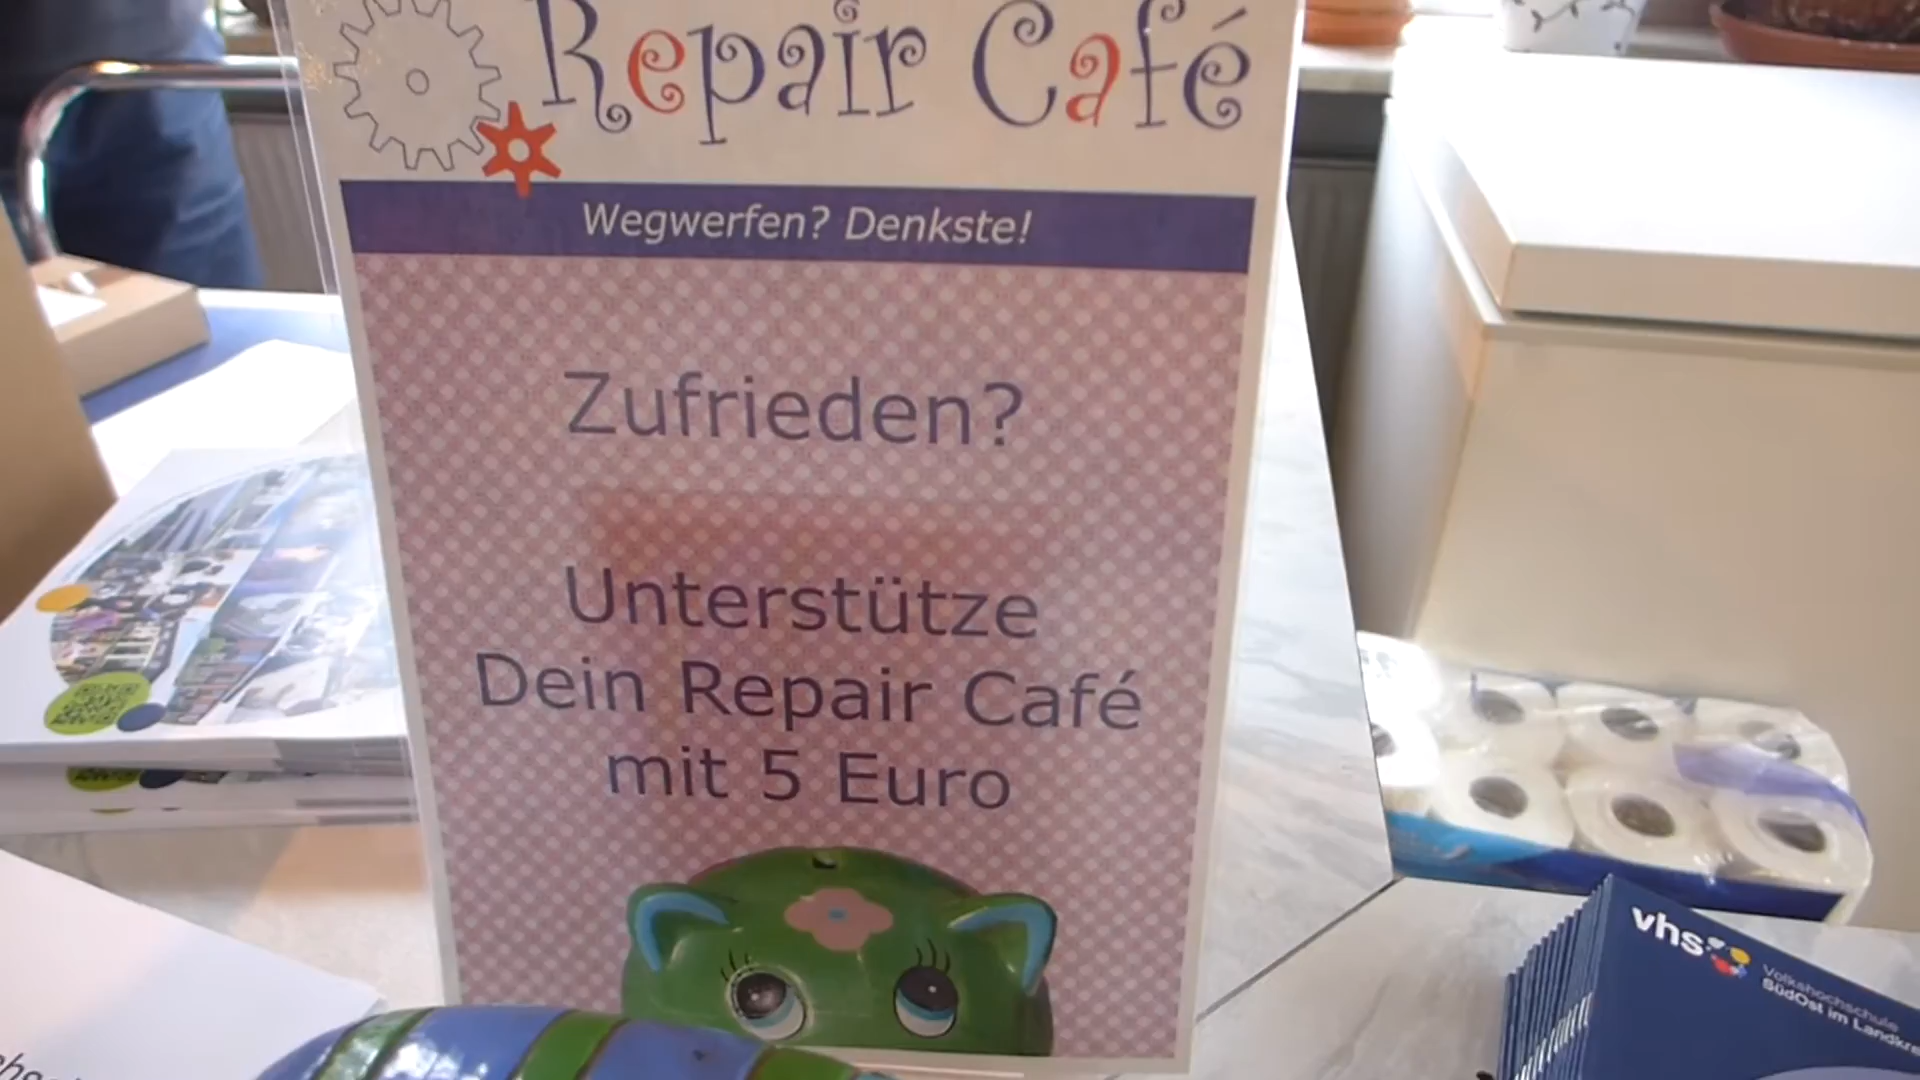 Repair Café
Wegwerfen? Denkste!
Zufrieden?
Unterstütze
Dein Repair Café
mit 5 Euro
vhs
Volkshochschule
SüdOst im Landkre